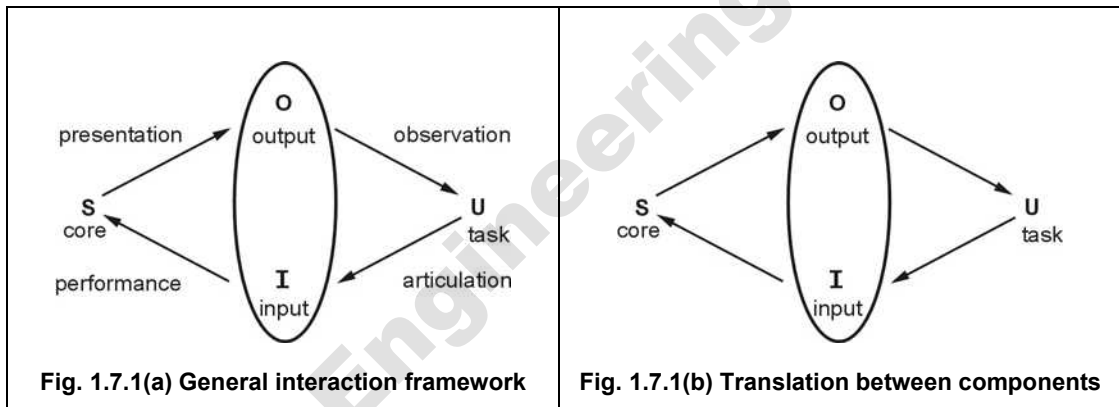 O
presentation output observation
S U
core task
performance I articulation
input
Fig. 1.7.1(a) General interaction framework
O
output
S U
core task
I
input
Fig. 1.7.1(b) Translation between components
Engineering